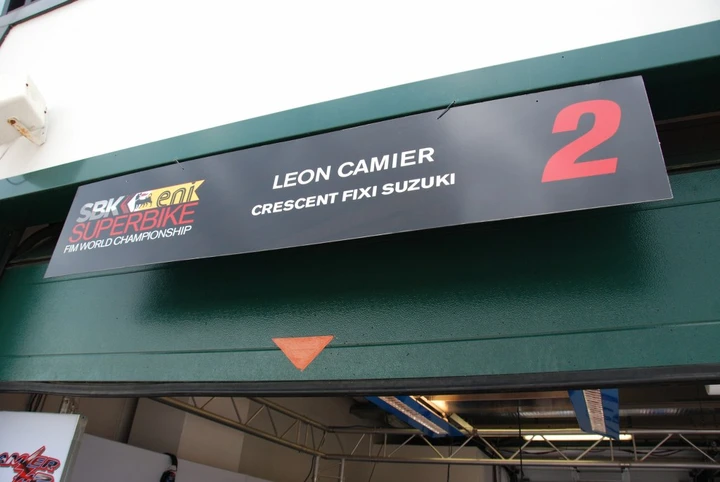 SBK eni
SUPERBIKE
FIM WORLD CHAMPIONSHIP
LEON CAMIER
CRESCENT FIXI SUZUKI
2